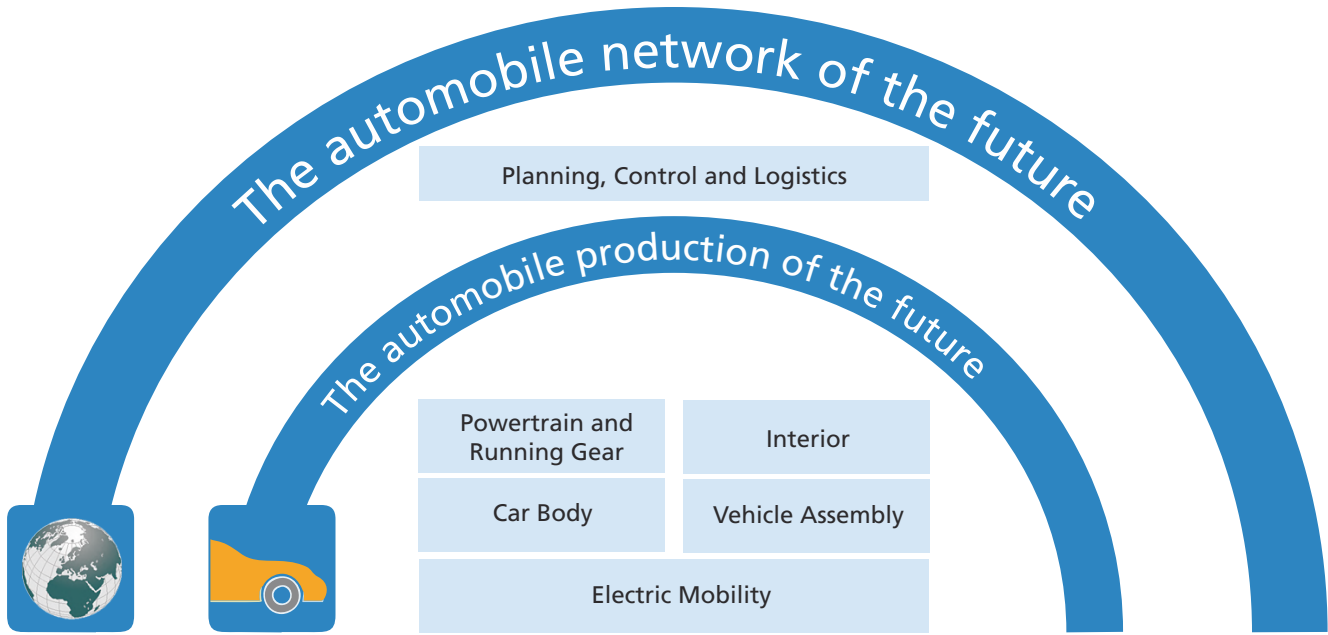 The automobile network of the future
Planning, Control and Logistics
The automobile production of the future
Powertrain and
Running Gear
Interior
Car Body
Vehicle Assembly
Electric Mobility